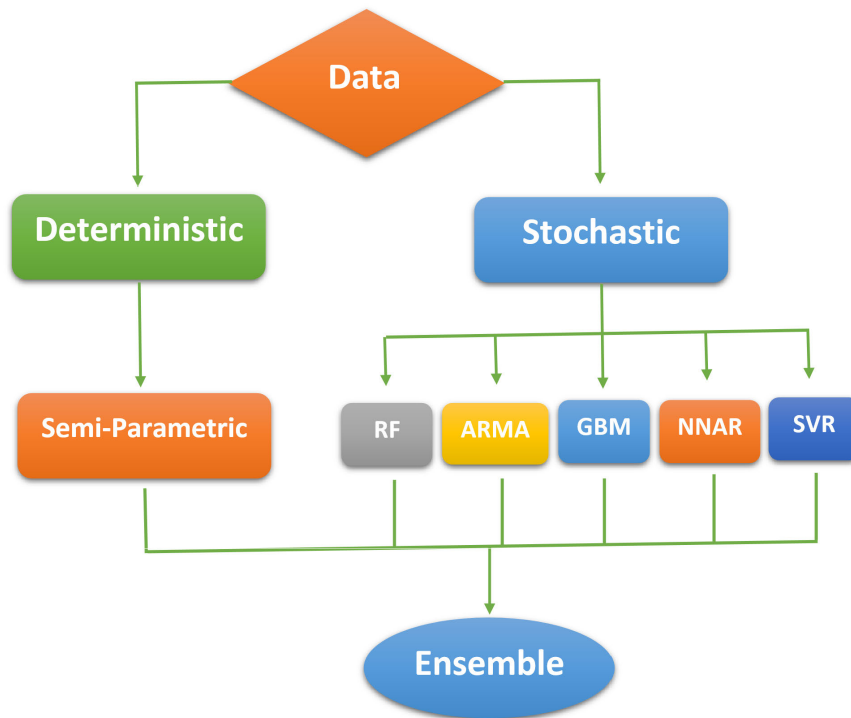 Data
Deterministic
Stochastic
Semi-Parametric
RF
ARMA
GBM
NNAR
SVR
Ensemble